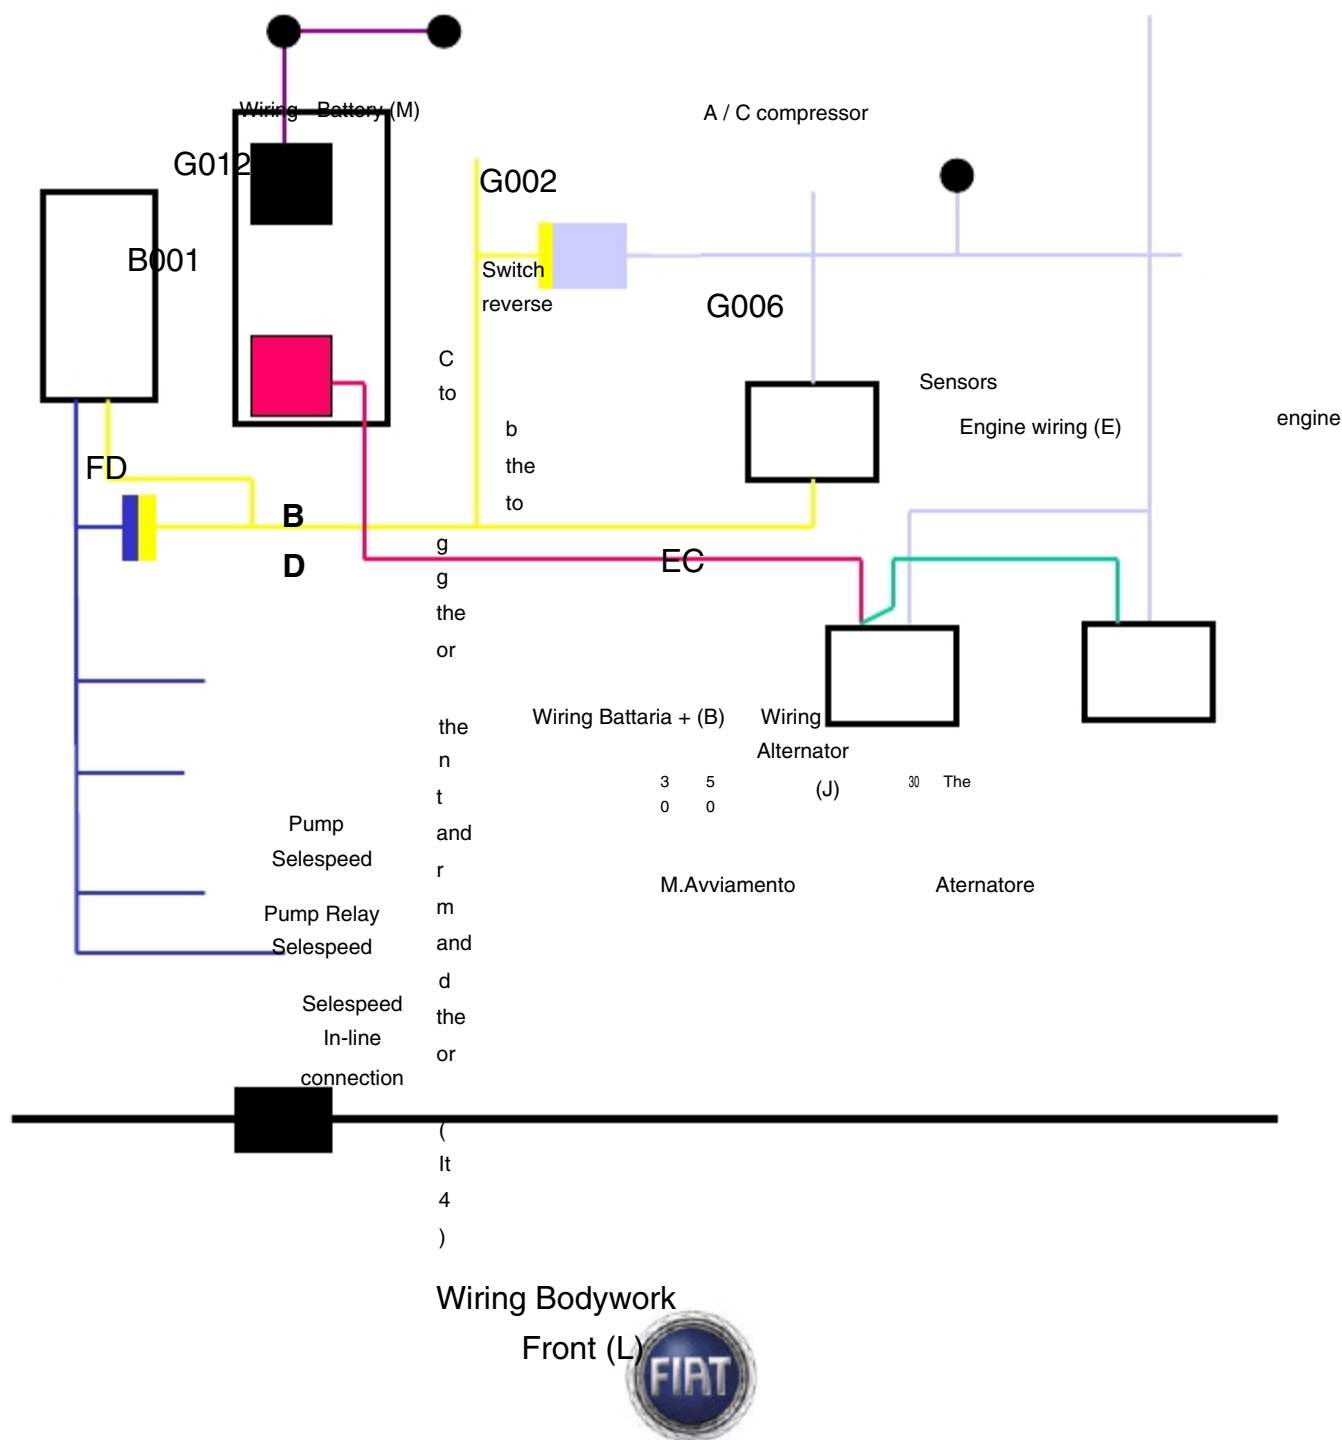 Wiring - Battery (M)
A / C compressor
G012
G002
B001
Switch
reverse
G006
C
to
Sensors
Engine wiring (E)
engine
b
the
to
FD
B
D
g
g
the
or
EC
the
n
t
and
r
m
and
d
the
or
Wiring Battaria + (B)
Wiring
Alternator
(J)
3 5
0 0
30 The
Pump
Selespeed
M.Avviamento
Aternatore
Pump Relay
Selespeed
Selespeed
In-line
connection
(
It
4
)
Wiring Bodywork
Front (L)
FIAT